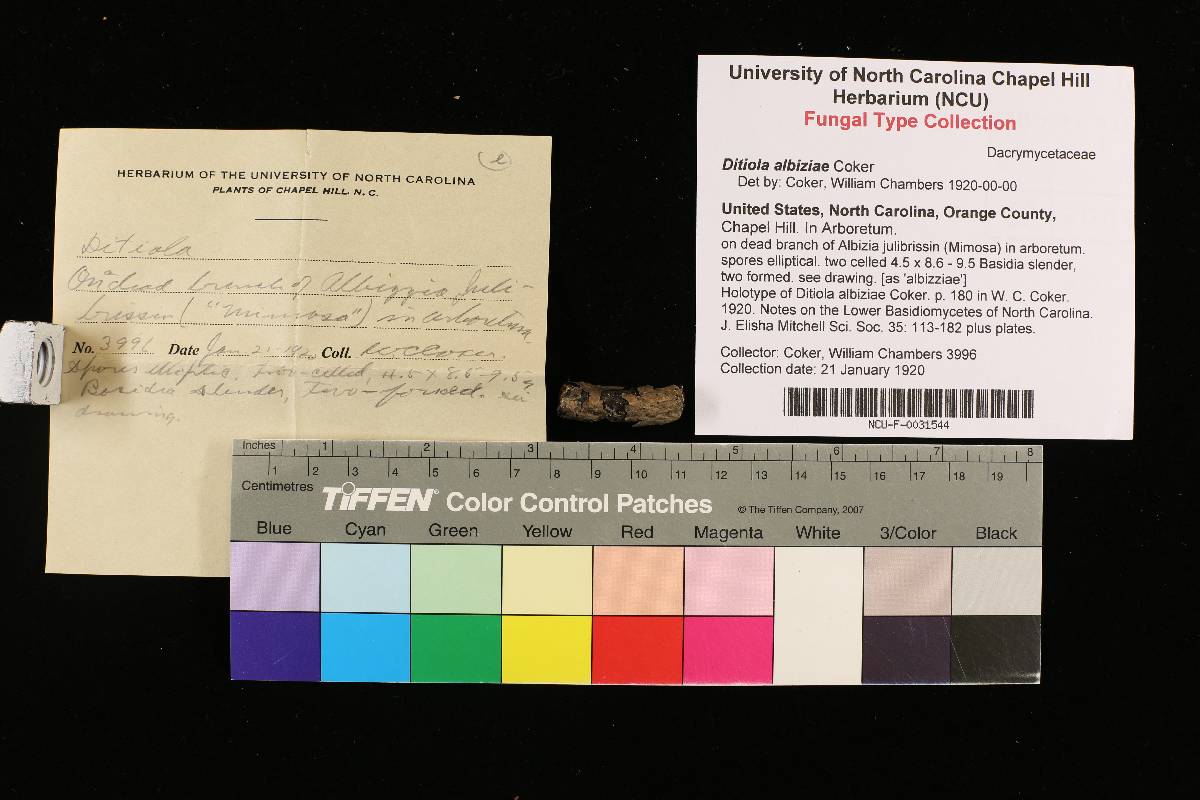 (e)
HERBARIUM OF THE UNIVERSITY OF NORTH CAROLINA
PLANTS OF CHAPEL HILL, N. C.
Ditiola
On dead branch of Albizzia Juli-
brissin ("Mimosa") in arboretum
No. 3996 Date Jan 21-1920 Coll. W.C. Coker.
Spores elliptic, two-celled, 4.5 x 8.5-9.5
Basidia slender, two-forked. see
drawing.
University of North Carolina Chapel Hill
Herbarium (NCU)
Fungal Type Collection
Dacrymycetaceae
Ditiola albiziae Coker
Det by: Coker, William Chambers 1920-00-00
United States, North Carolina, Orange County,
Chapel Hill. In Arboretum.
on dead branch of Albizia julibrissin (Mimosa) in arboretum.
spores elliptical. two celled 4.5 x 8.6 - 9.5 Basidia slender,
two formed. see drawing. [as 'albizziae']
Holotype of Ditiola albiziae Coker. p. 180 in W. C. Coker.
1920. Notes on the Lower Basidiomycetes of North Carolina.
J. Elisha Mitchell Sci. Soc. 35: 113-182 plus plates.
Collector: Coker, William Chambers 3996
Collection date: 21 January 1920
NCU-F-0031544
Inches 1 2 3 4 5 6 7 8
1 2 3 4 5 6 7 8 9 10 11 12 13 14 15 16 17 18 19
Centimetres
TIFFEN® Color Control Patches © The Tiffen Company, 2007
Blue Cyan Green Yellow Red Magenta White 3/Color Black